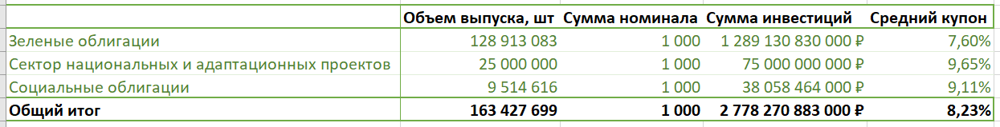 Объем выпуска, шт Сумма номинала Сумма инвестиций Средний купон
Зеленые облигации 128 913 083 1 000 1 289 130 830 000 ₽ 7,60%
Сектор национальных и адаптационных проектов 25 000 000 1 000 75 000 000 000 ₽ 9,65%
Социальные облигации 9 514 616 1 000 38 058 464 000 ₽ 9,11%
Общий итог 163 427 699 1 000 2 778 270 883 000 ₽ 8,23%